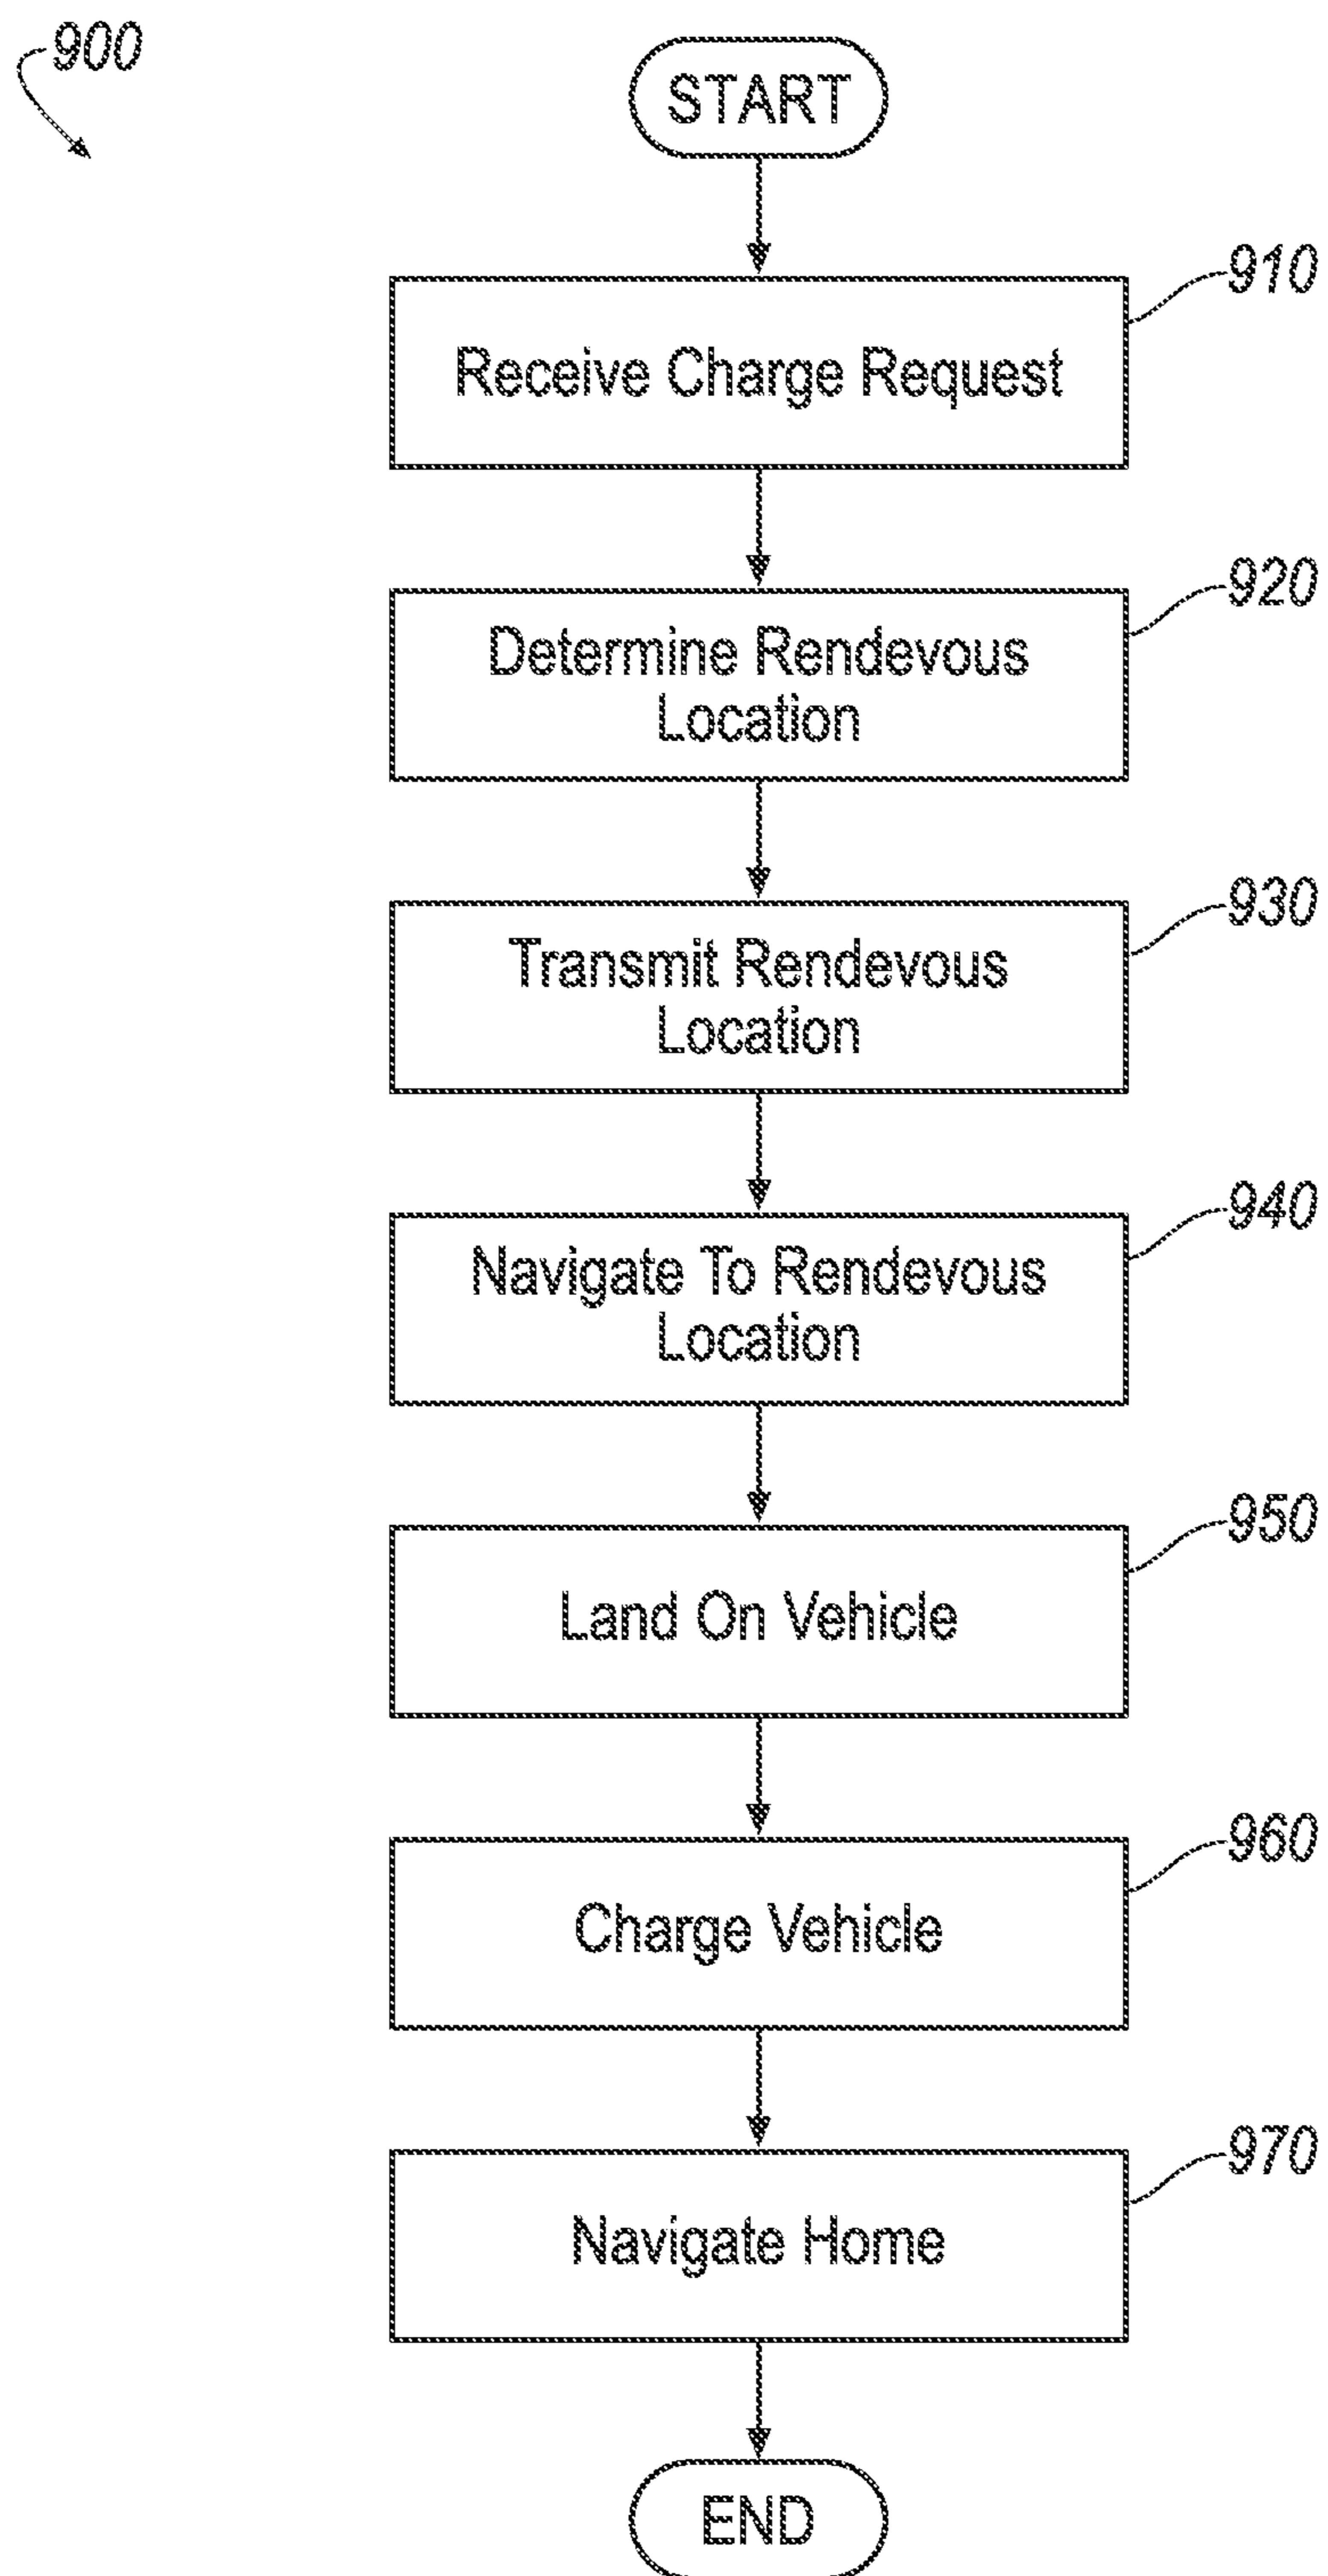 900
START
910
Receive Charge Request
920
Determine Rendevous
Location
930
Transmit Rendevous
Location
940
Navigate To Rendevous
Location
950
Land On Vehicle
960
Charge Vehicle
970
Navigate Home
END